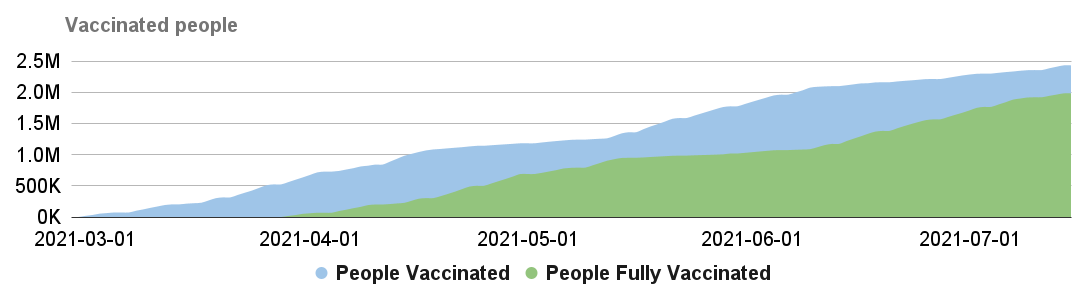 Vaccinated people
2.5M
2.0M
1.5M
1.0M
500K
0K
2021-03-01 2021-04-01 2021-05-01 2021-06-01 2021-07-01
People Vaccinated People Fully Vaccinated